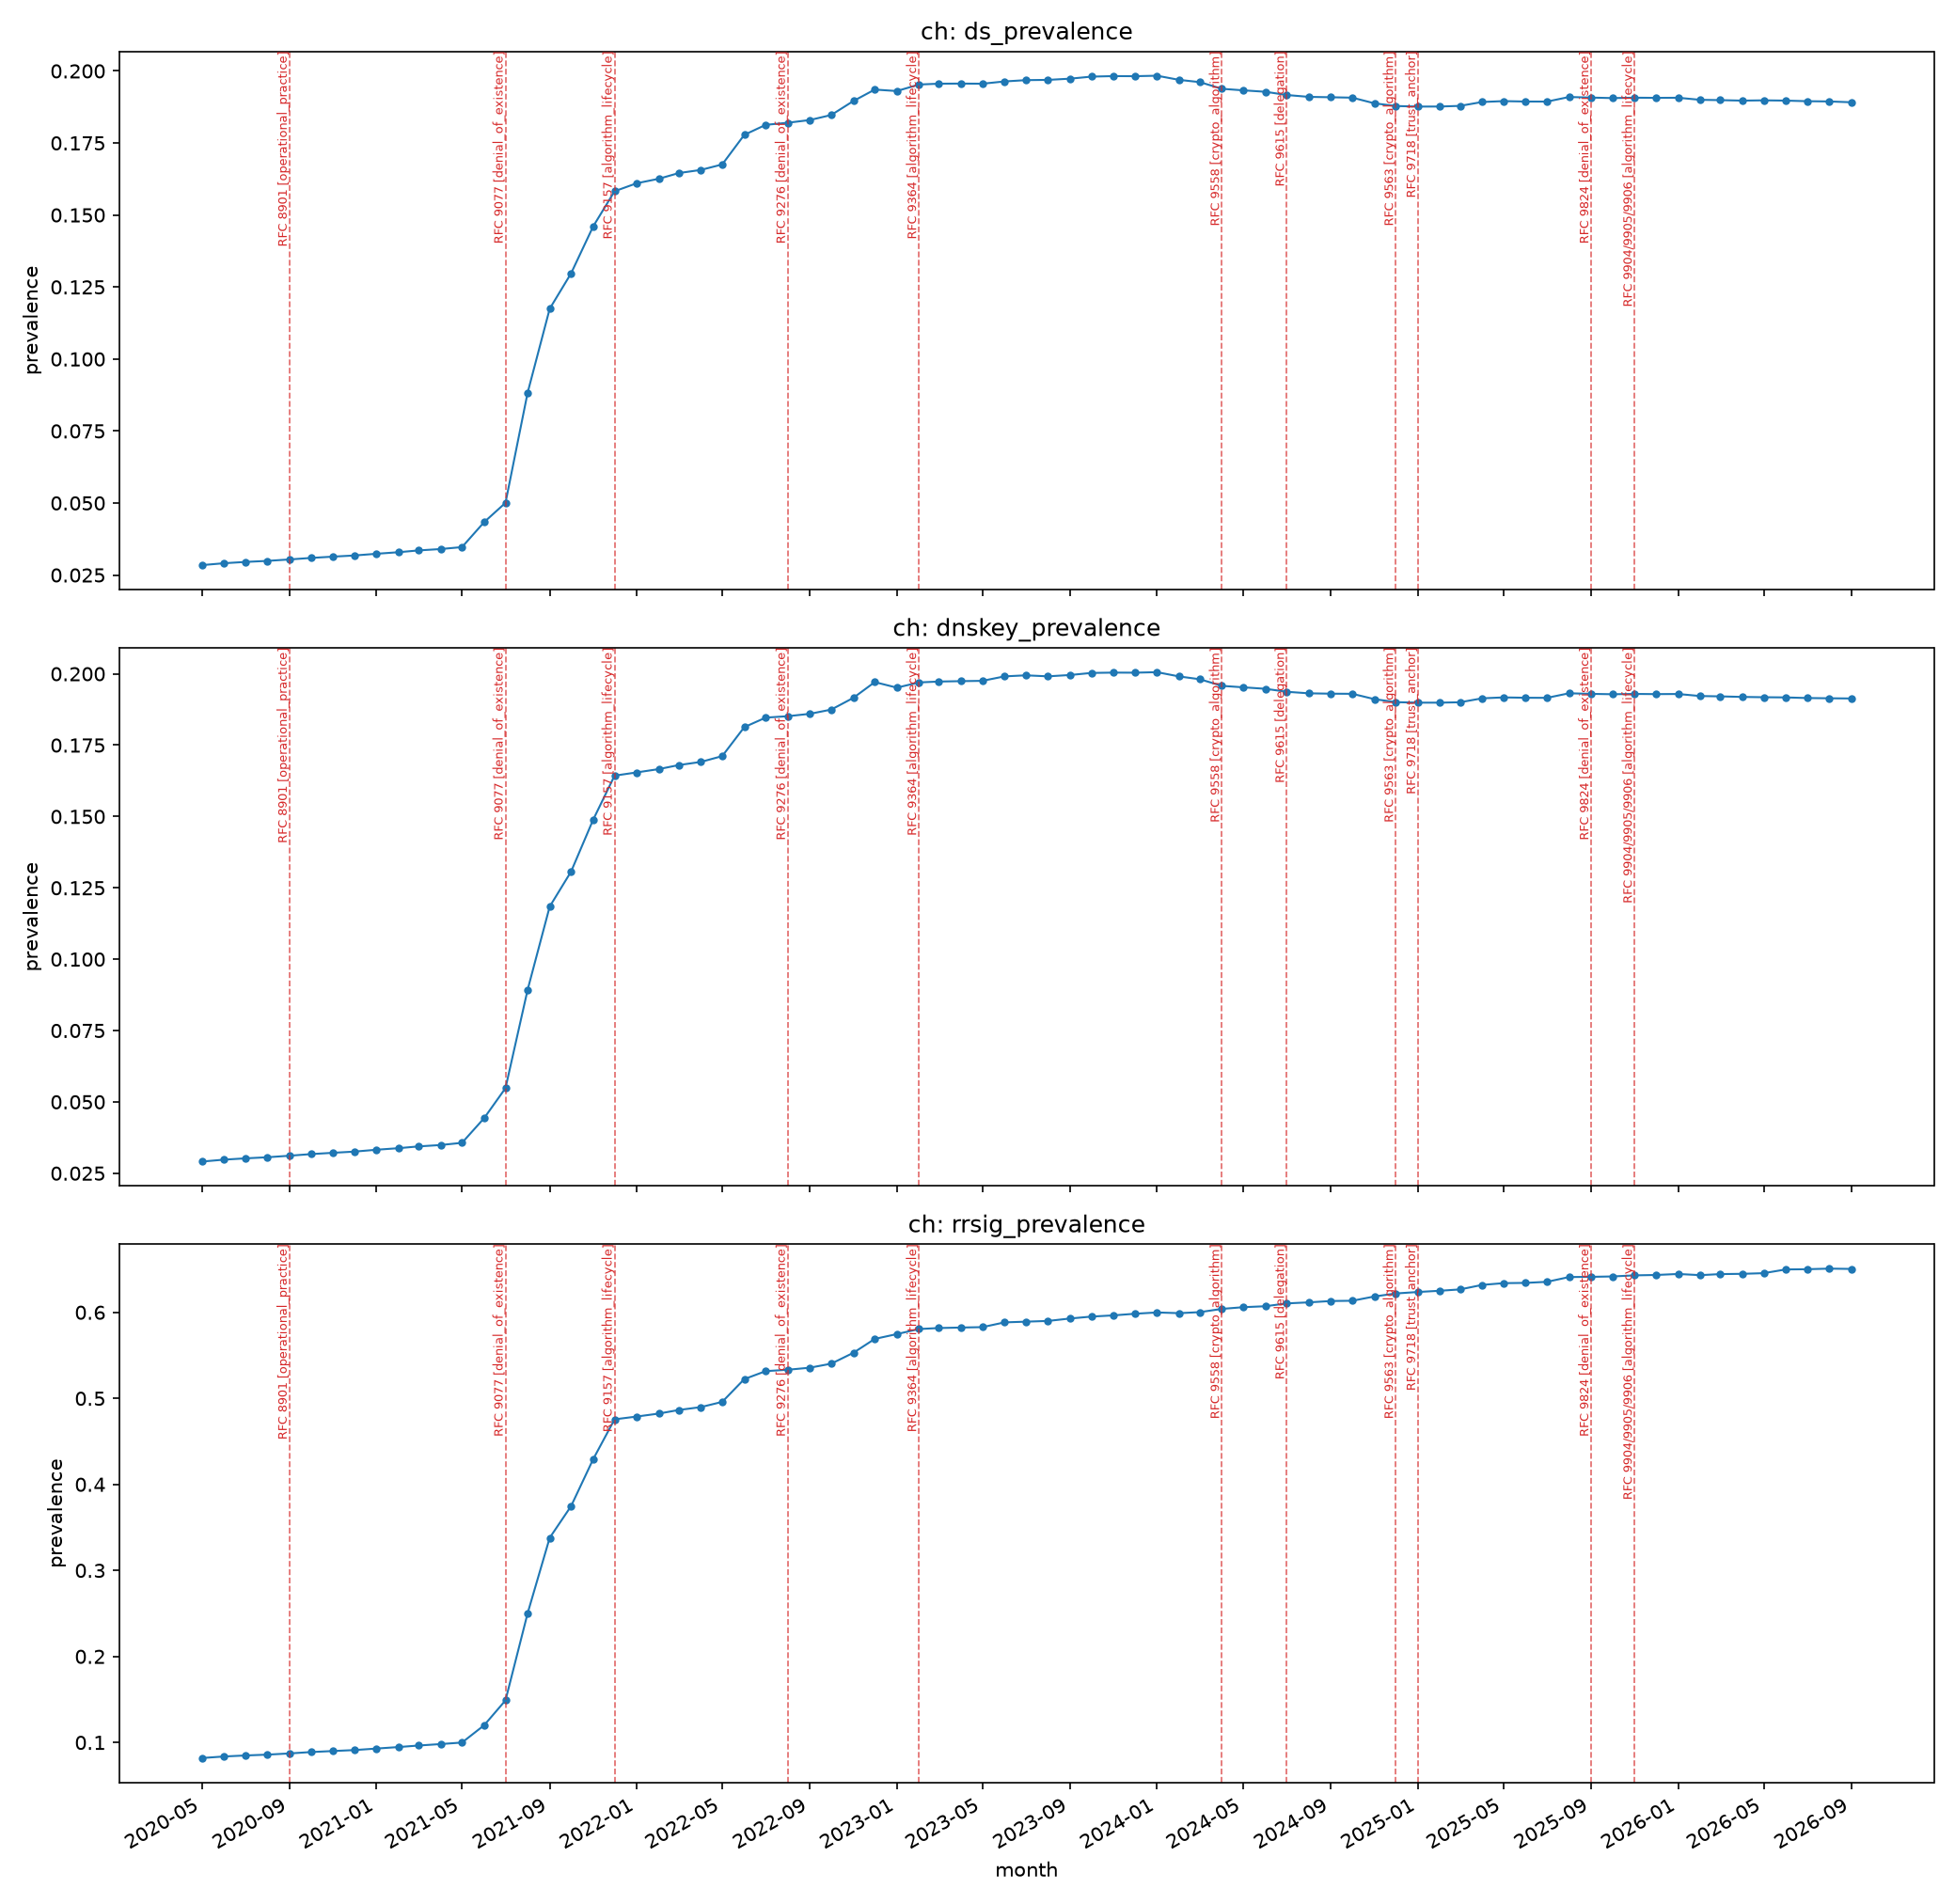 ch: ds_prevalence
prevalence
0.200
0.175
0.150
0.125
0.100
0.075
0.050
0.025
RFC 8901 [operational_practice]
RFC 9077 [denial_of_existence]
RFC 9157 [algorithm_lifecycle]
RFC 9276 [denial_of_existence]
RFC 9364 [algorithm_lifecycle]
RFC 9558 [crypto_algorithm]
RFC 9615 [delegation]
RFC 9563 [crypto_algorithm]
RFC 9718 [trust_anchor]
RFC 9824 [denial_of_existence]
RFC 9904/9905/9906 [algorithm_lifecycle]
ch: dnskey_prevalence
prevalence
0.200
0.175
0.150
0.125
0.100
0.075
0.050
0.025
RFC 8901 [operational_practice]
RFC 9077 [denial_of_existence]
RFC 9157 [algorithm_lifecycle]
RFC 9276 [denial_of_existence]
RFC 9364 [algorithm_lifecycle]
RFC 9558 [crypto_algorithm]
RFC 9615 [delegation]
RFC 9563 [crypto_algorithm]
RFC 9718 [trust_anchor]
RFC 9824 [denial_of_existence]
RFC 9904/9905/9906 [algorithm_lifecycle]
ch: rrsig_prevalence
prevalence
0.6
0.5
0.4
0.3
0.2
0.1
RFC 8901 [operational_practice]
RFC 9077 [denial_of_existence]
RFC 9157 [algorithm_lifecycle]
RFC 9276 [denial_of_existence]
RFC 9364 [algorithm_lifecycle]
RFC 9558 [crypto_algorithm]
RFC 9615 [delegation]
RFC 9563 [crypto_algorithm]
RFC 9718 [trust_anchor]
RFC 9824 [denial_of_existence]
RFC 9904/9905/9906 [algorithm_lifecycle]
2020-05
2020-09
2021-01
2021-05
2021-09
2022-01
2022-05
2022-09
2023-01
2023-05
2023-09
2024-01
2024-05
2024-09
2025-01
2025-05
2025-09
2026-01
2026-05
2026-09
month